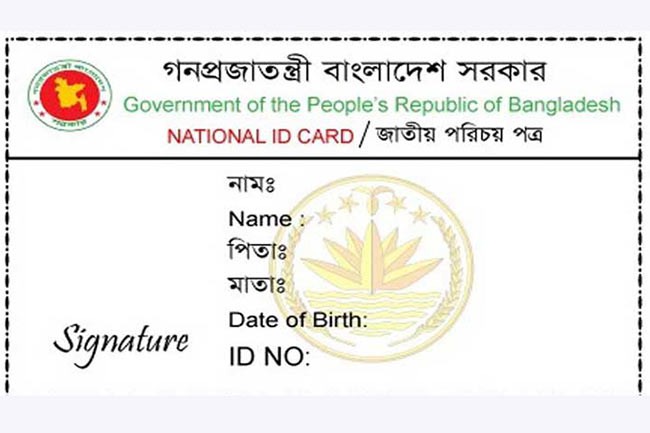 গনপ্রজাতন্ত্রী বাংলাদেশ সরকার
Government of the People's Republic of Bangladesh
NATIONAL ID CARD / জাতীয় পরিচয় পত্র
নামঃ
Name :
পিতাঃ
মাতাঃ
Date of Birth:
Signature
ID NO: